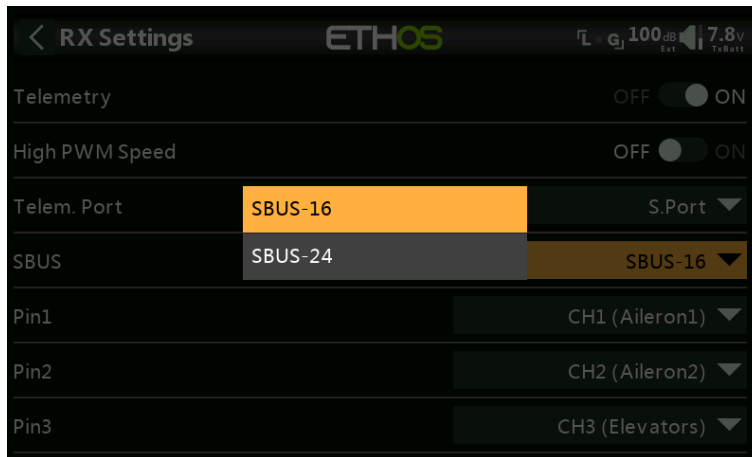 RX Settings ETHOS L G 100dB Ext 7.8V TxBatt
Telemetry OFF ON
High PWM Speed OFF ON
Telem. Port S.Port
SBUS-16
SBUS-24
SBUS SBUS-16
Pin1 CH1 (Aileron1)
Pin2 CH2 (Aileron2)
Pin3 CH3 (Elevators)